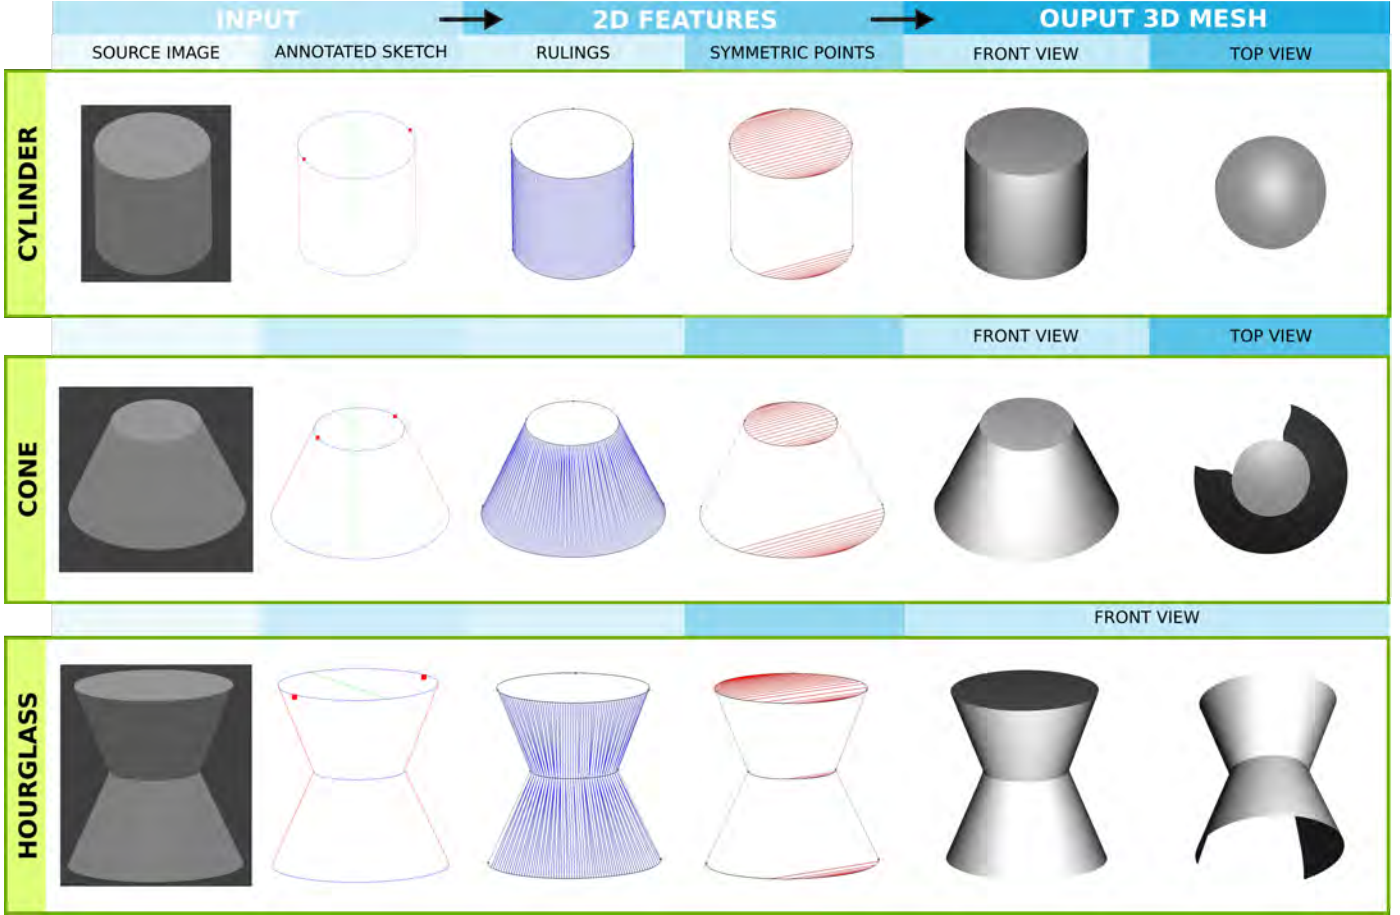 INPUT
2D FEATURES
OUPUT 3D MESH
SOURCE IMAGE
ANNOTATED SKETCH
RULINGS
SYMMETRIC POINTS
FRONT VIEW
TOP VIEW
CYLINDER
FRONT VIEW
TOP VIEW
CONE
FRONT VIEW
HOURGLASS